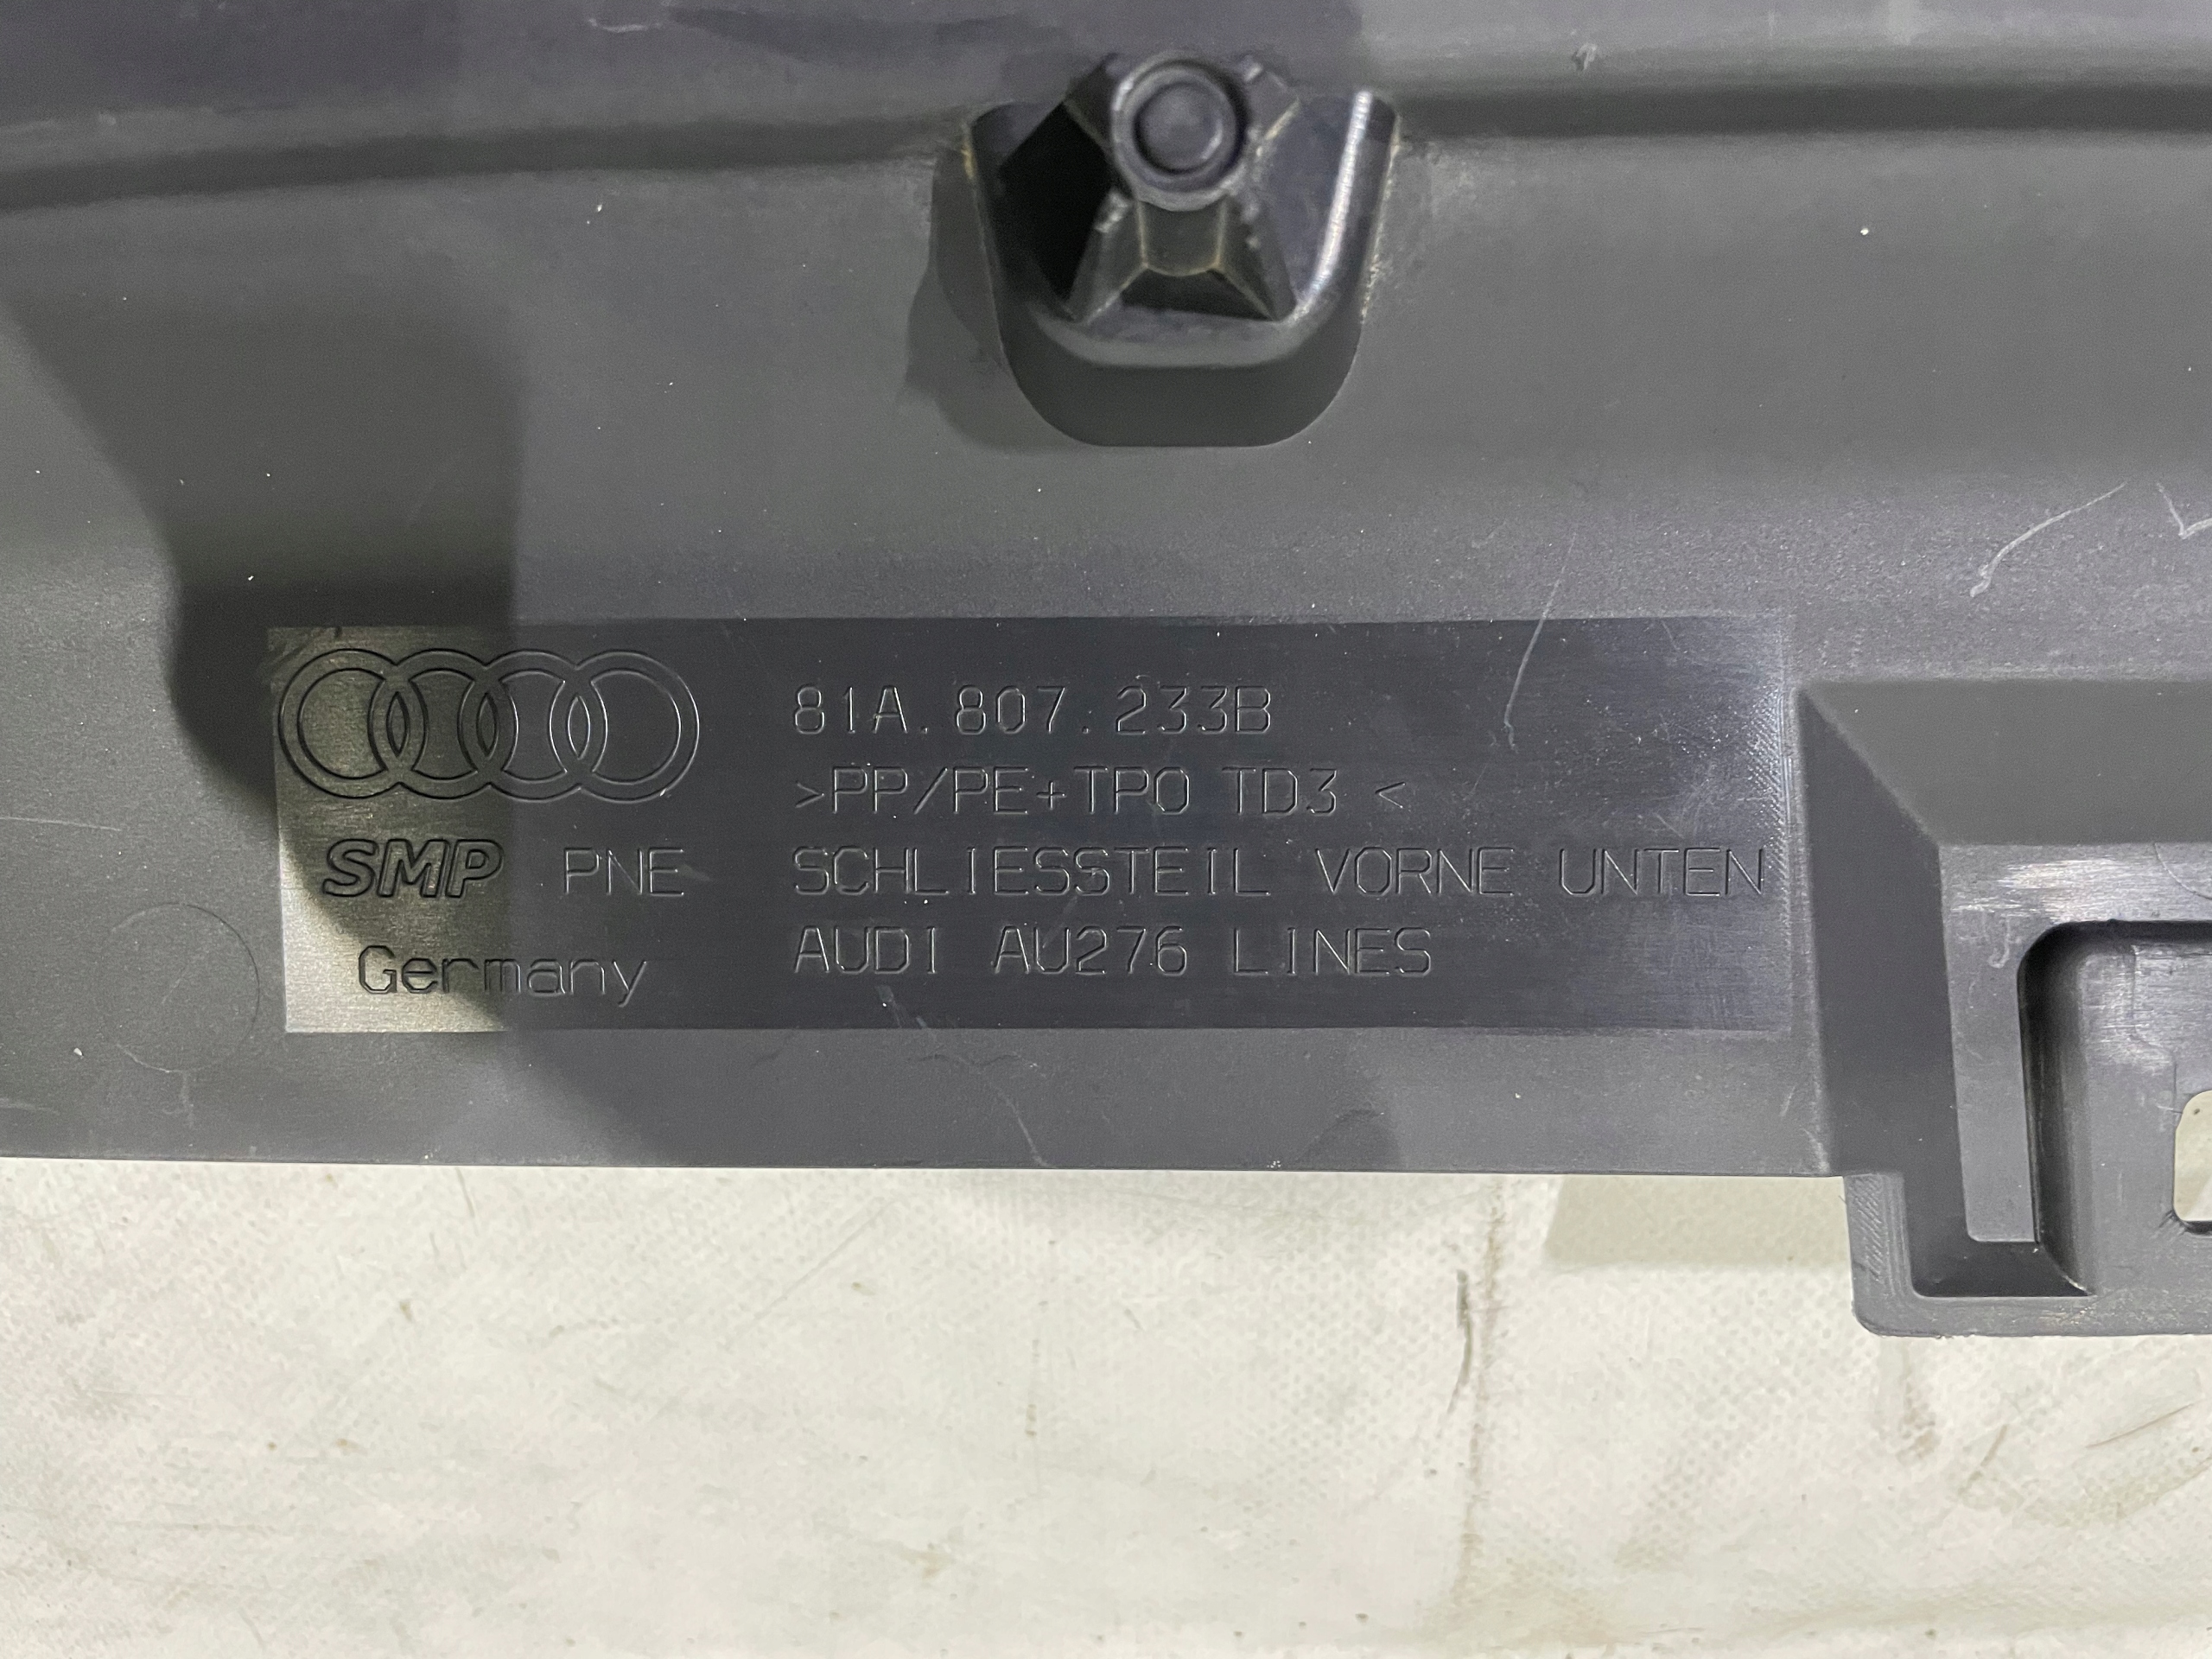 81A.807.233B
>PP/PE+TPO TD3 <
SMP PNE SCHLIESSTEIL VORNE UNTEN
Germany AUDI AU276 LINES